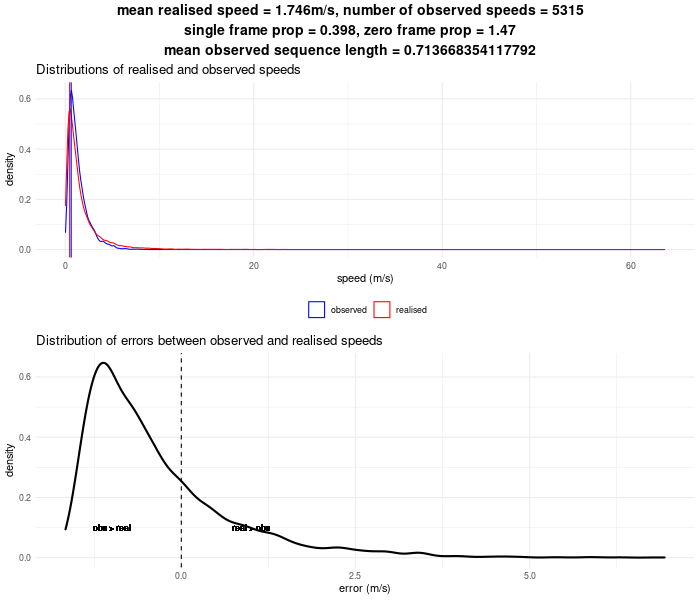 mean realised speed = 1.746m/s, number of observed speeds = 5315
single frame prop = 0.398, zero frame prop = 1.47
mean observed sequence length = 0.713668354117792
Distributions of realised and observed speeds
density
0.6
0.4
0.2
0.0
0
20
40
60
speed (m/s)
observed
realised
Distribution of errors between observed and realised speeds
density
0.6
0.4
0.2
0.0
obs > real
real > obs
0.0
2.5
5.0
error (m/s)